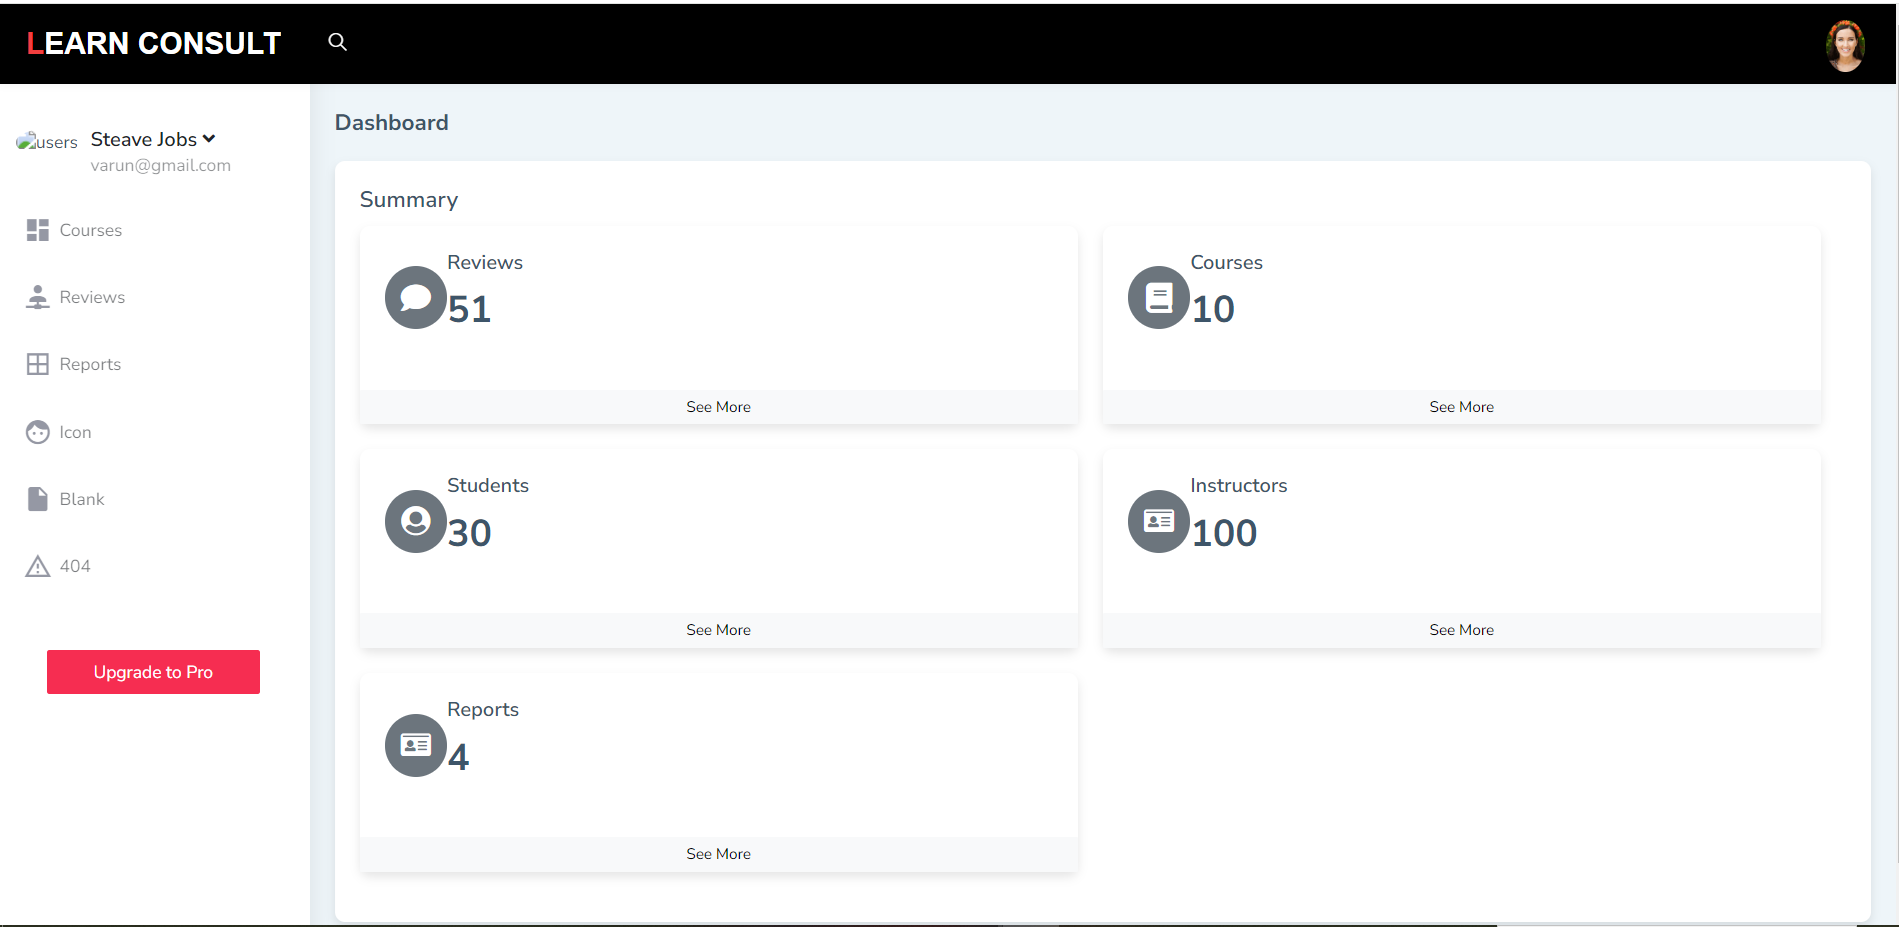 LEARN CONSULT
users
Steave Jobs
varun@gmail.com
Courses
Reviews
Reports
Icon
Blank
404
Upgrade to Pro
Dashboard
Summary
Reviews
51
See More
Courses
10
See More
Students
30
See More
Instructors
100
See More
Reports
4
See More